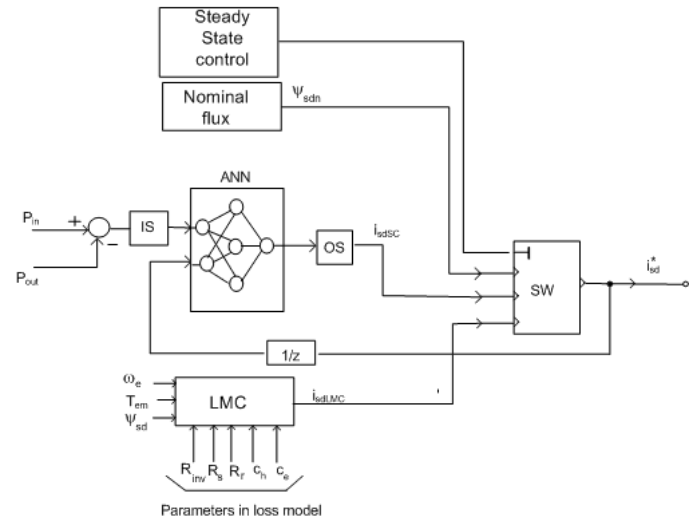 Steady
State
control
Nominal
flux
ψsdn
ANN
Pin
+
−
IS
OS
isdSC
Pout
SW
i*sd
1/z
ωe
Tem
ψsd
LMC
isdLMC
'
Rinv Rs Rr ch ce
Parameters in loss model